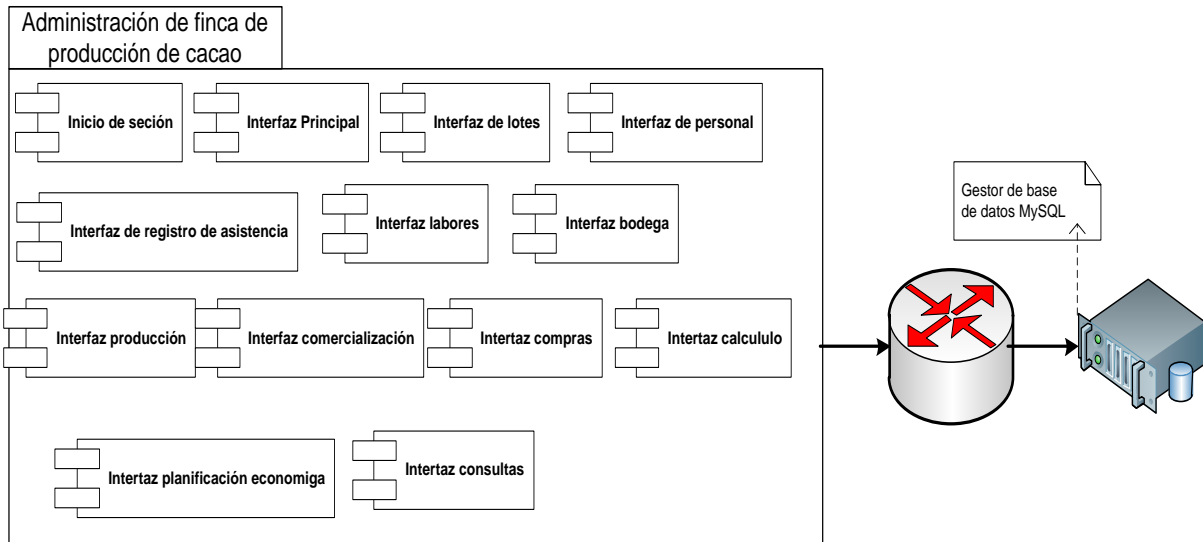 Administración de finca de
producción de cacao
Inicio de seción
Interfaz Principal
Interfaz de lotes
Interfaz de personal
Interfaz de registro de asistencia
Interfaz labores
Interfaz bodega
Interfaz producción
Interfaz comercialización
Intertaz compras
Intertaz calcululo
Intertaz planificación economiga
Intertaz consultas
Gestor de base
de datos MySQL